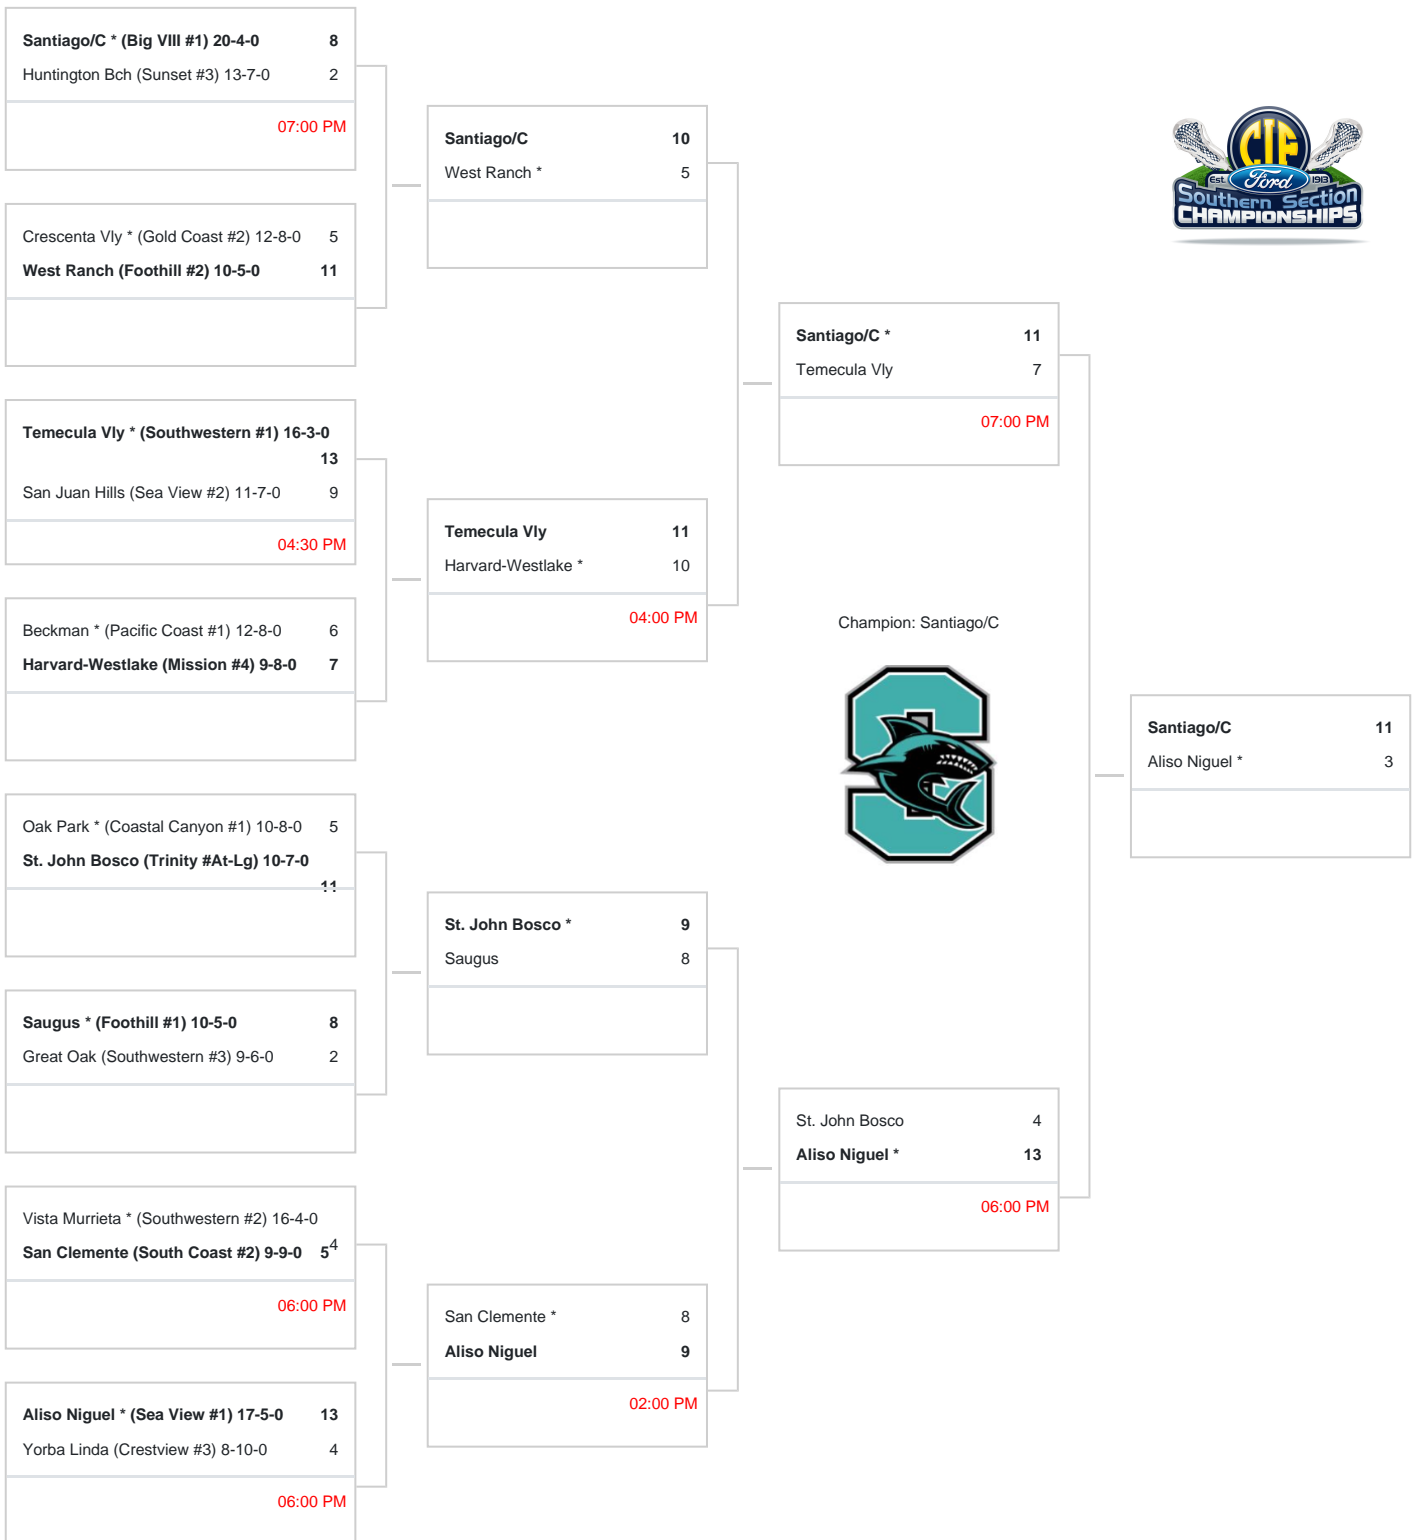 Santiago/C * (Big VIII #1) 20-4-0 8
Huntington Bch (Sunset #3) 13-7-0 2
07:00 PM
Crescenta Vly * (Gold Coast #2) 12-8-0 5
West Ranch (Foothill #2) 10-5-0 11
Temecula Vly * (Southwestern #1) 16-3-0
13
San Juan Hills (Sea View #2) 11-7-0 9
04:30 PM
Beckman * (Pacific Coast #1) 12-8-0 6
Harvard-Westlake (Mission #4) 9-8-0 7
Oak Park * (Coastal Canyon #1) 10-8-0 5
St. John Bosco (Trinity #At-Lg) 10-7-0
11
Saugus * (Foothill #1) 10-5-0 8
Great Oak (Southwestern #3) 9-6-0 2
Vista Murrieta * (Southwestern #2) 16-4-0
4
San Clemente (South Coast #2) 9-9-0 5
06:00 PM
Aliso Niguel * (Sea View #1) 17-5-0 13
Yorba Linda (Crestview #3) 8-10-0 4
06:00 PM
Santiago/C 10
West Ranch * 5
Temecula Vly 11
Harvard-Westlake * 10
04:00 PM
St. John Bosco * 9
Saugus 8
San Clemente * 8
Aliso Niguel 9
02:00 PM
Santiago/C * 11
Temecula Vly 7
07:00 PM
St. John Bosco 4
Aliso Niguel * 13
06:00 PM
Champion: Santiago/C
S
Santiago/C 11
Aliso Niguel * 3
CIF
Est. Ford 1913
Southern Section
CHAMPIONSHIPS